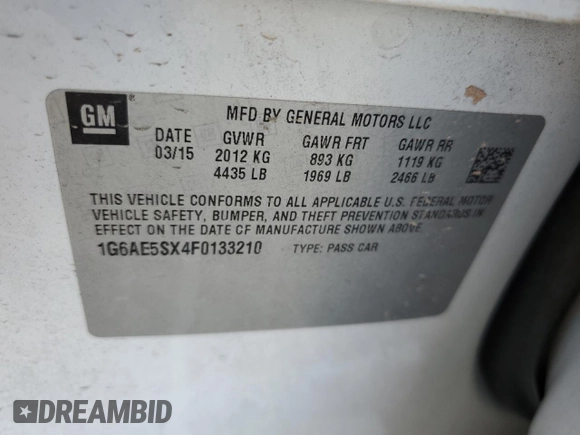 GM®
MFD BY GENERAL MOTORS LLC
DATE GVWR GAWR FRT GAWR RR
03/15 2012 KG 893 KG 1119 KG
4435 LB 1969 LB 2466 LB
THIS VEHICLE CONFORMS TO ALL APPLICABLE U.S. FEDERAL MOTOR
VEHICLE SAFETY, BUMPER, AND THEFT PREVENTION STANDARDS IN
EFFECT ON THE DATE OF MANUFACTURE SHOWN ABOVE.
1G6AE5SX4F0133210 TYPE: PASS CAR
DREAMBID